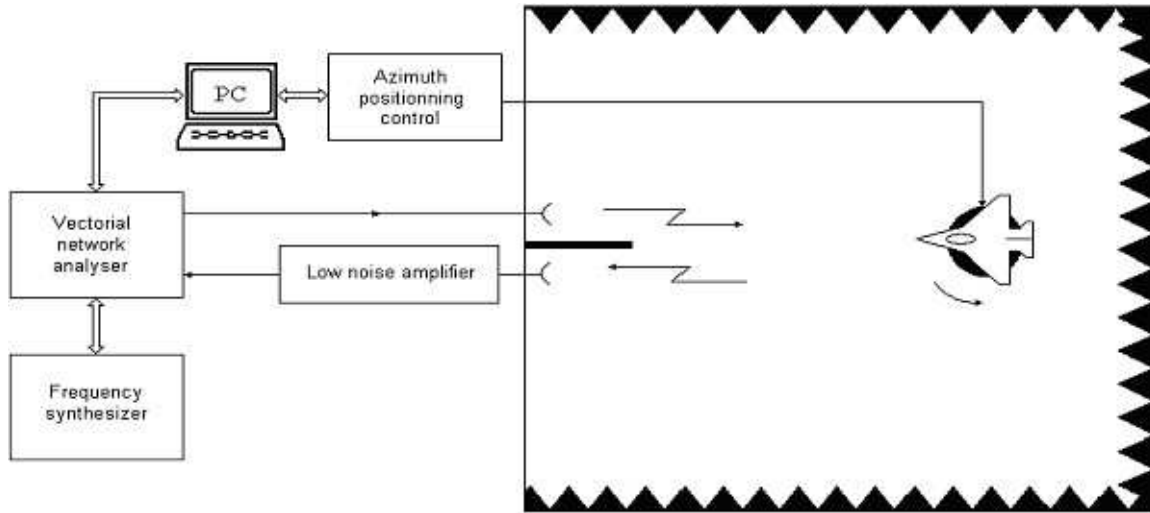 PC
Azimuth
positionning
control
Vectorial
network
analyser
Low noise amplifier
Frequency
synthesizer